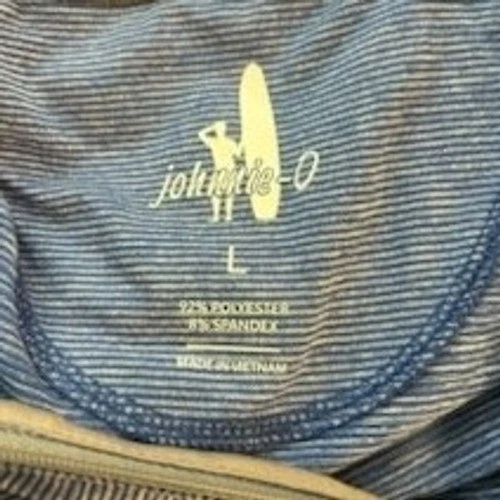 johnnie-O
L
92% POLYESTER
8% SPANDEX
MADE IN VIETNAM